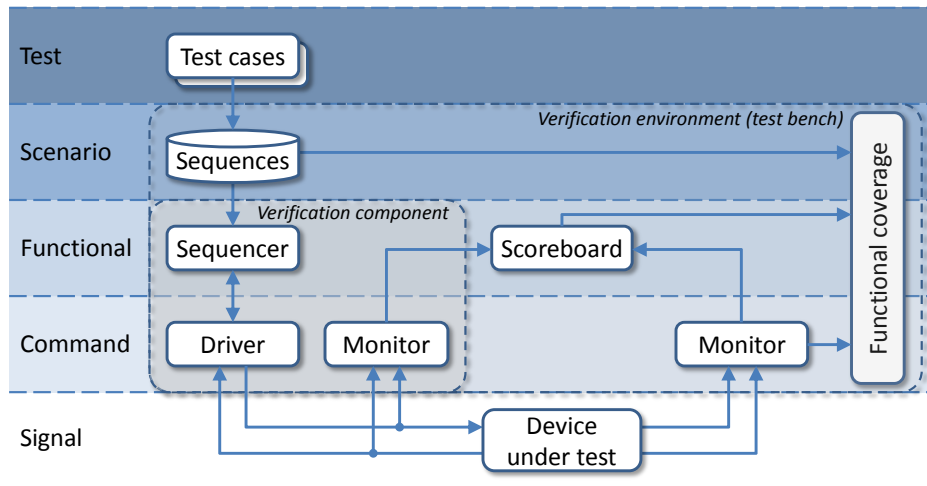 Test
Test cases
Verification environment (test bench)
Scenario
Sequences
Verification component
Functional
Sequencer
Scoreboard
Functional coverage
Command
Driver
Monitor
Monitor
Signal
Device
under test